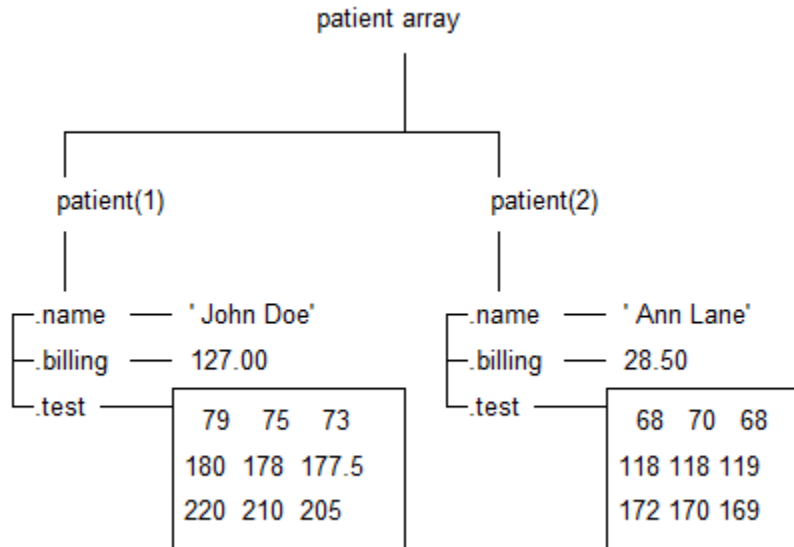 patient array
patient(1)
patient(2)
.name ' John Doe'
.billing 127.00
.test
79 75 73
180 178 177.5
220 210 205
.name ' Ann Lane'
.billing 28.50
.test
68 70 68
118 118 119
172 170 169